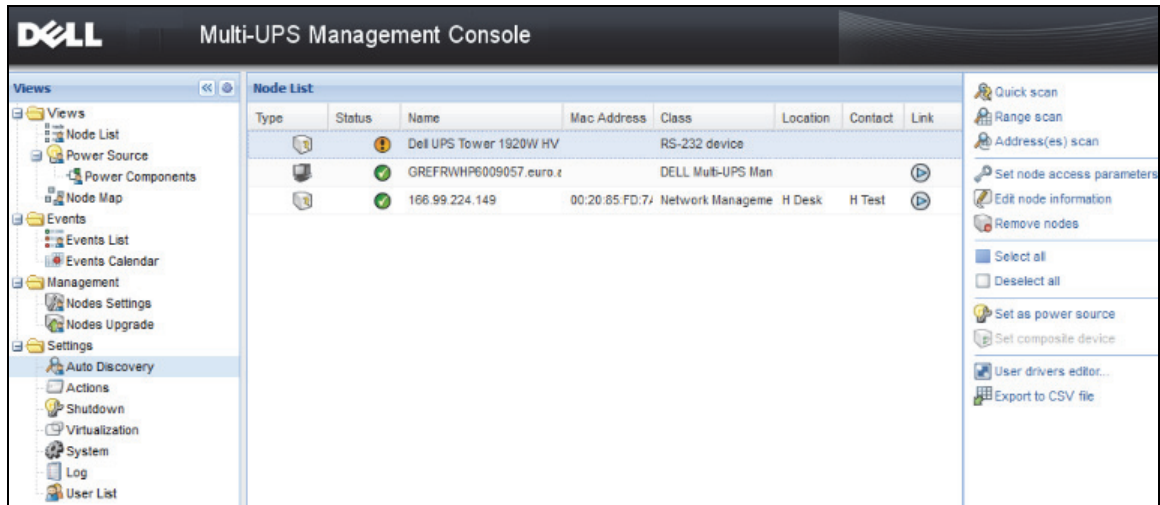 DELL Multi-UPS Management Console
Views
Views
Node List
Power Source
Power Components
Node Map
Events
Events List
Events Calendar
Management
Nodes Settings
Nodes Upgrade
Settings
Auto Discovery
Actions
Shutdown
Virtualization
System
Log
User List
Node List
Type Status Name Mac Address Class Location Contact Link
Dell UPS Tower 1920W HV RS-232 device
GREFRWHP6009057.euro. DELL Multi-UPS Man
166.99.224.149 00:20:85:FD:7 Network Manageme H Desk H Test
Quick scan
Range scan
Address(es) scan
Set node access parameters
Edit node information
Remove nodes
Select all
Deselect all
Set as power source
Set composite device
User drivers editor...
Export to CSV file